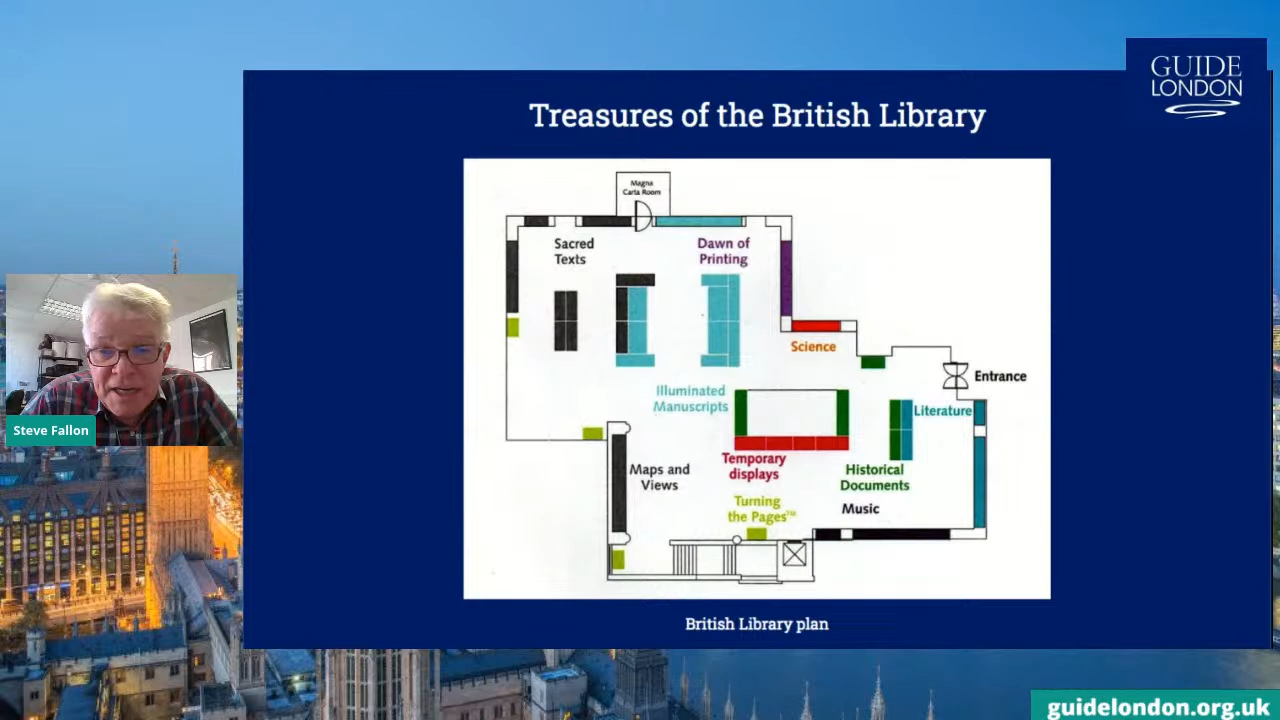 GUIDE
LONDON
Treasures of the British Library
Magna
Carta Room
Sacred
Texts
Dawn of
Printing
Science
Entrance
Illuminated
Manuscripts
Literature
Temporary
displays
Maps and
Views
Historical
Documents
Turning
the Pages™
Music
British Library plan
Steve Fallon
guidelondon.org.uk